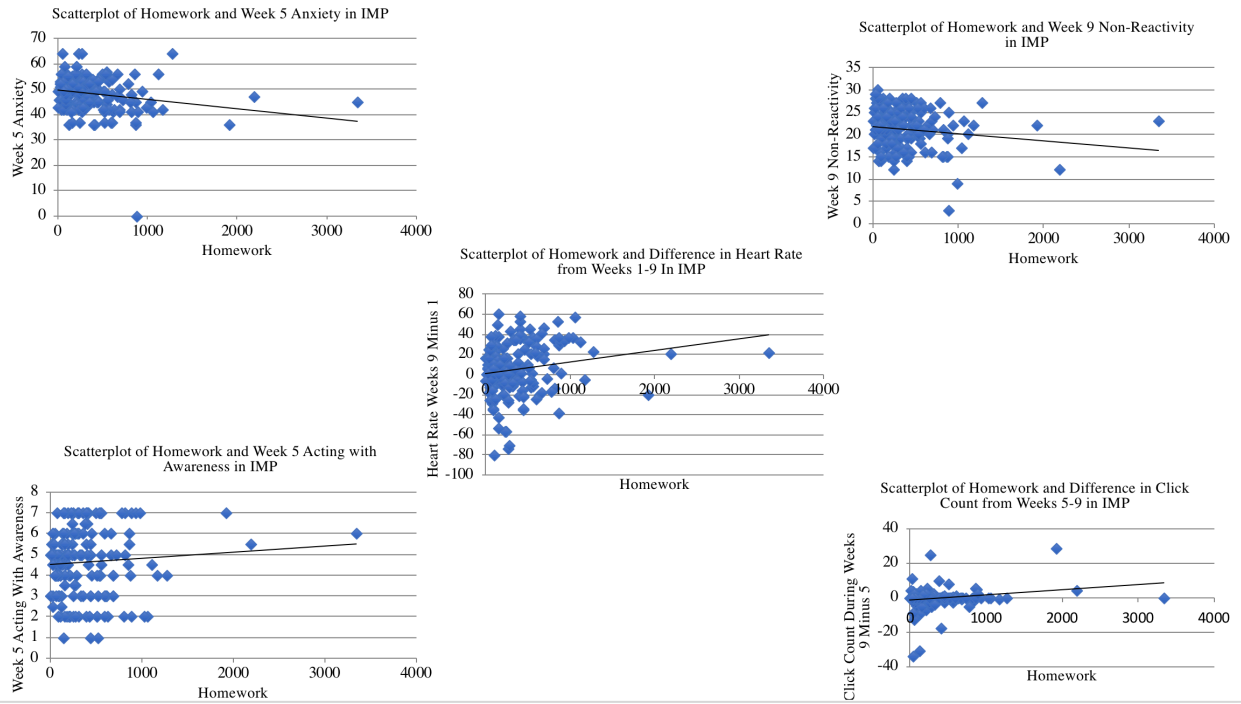 Scatterplot of Homework and Week 5 Anxiety in IMP
70
60
50
40
30
20
10
0
0 1000 2000 3000 4000
Week 5 Anxiety
Homework
Scatterplot of Homework and Week 9 Non-Reactivity
in IMP
35
30
25
20
15
10
5
0
0 1000 2000 3000 4000
Week 9 Non-Reactivity
Homework
Scatterplot of Homework and Difference in Heart Rate
from Weeks 1-9 In IMP
80
60
40
20
0
-20
-40
-60
-80
-100
0 1000 2000 3000 4000
Heart Rate Weeks 9 Minus 1
Homework
Scatterplot of Homework and Week 5 Acting with
Awareness in IMP
8
7
6
5
4
3
2
1
0
0 1000 2000 3000 4000
Week 5 Acting With Awareness
Homework
Scatterplot of Homework and Difference in Click
Count from Weeks 5-9 in IMP
40
20
0
-20
-40
0 1000 2000 3000 4000
Click Count During Weeks
9 Minus 5
Homework